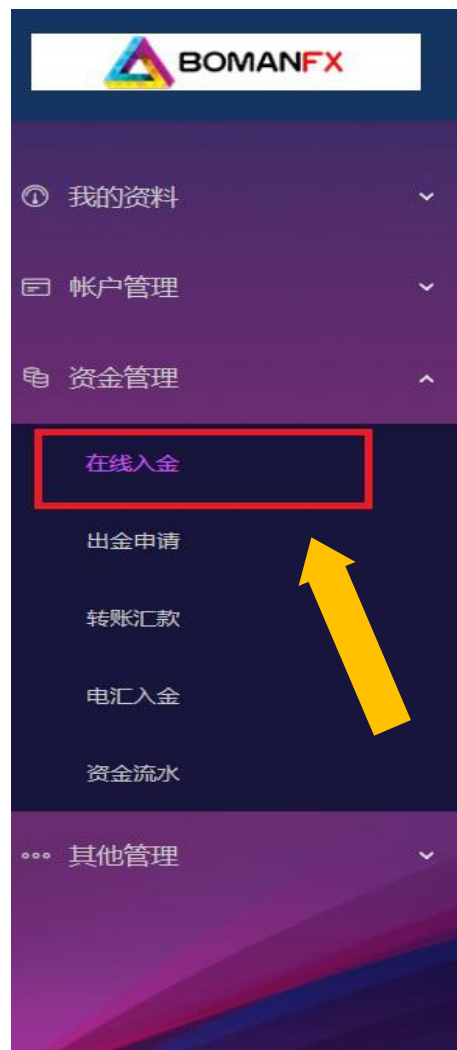 BOMANFX
我的资料
帐户管理
资金管理
在线入金
出金申请
转账汇款
电汇入金
资金流水
其他管理